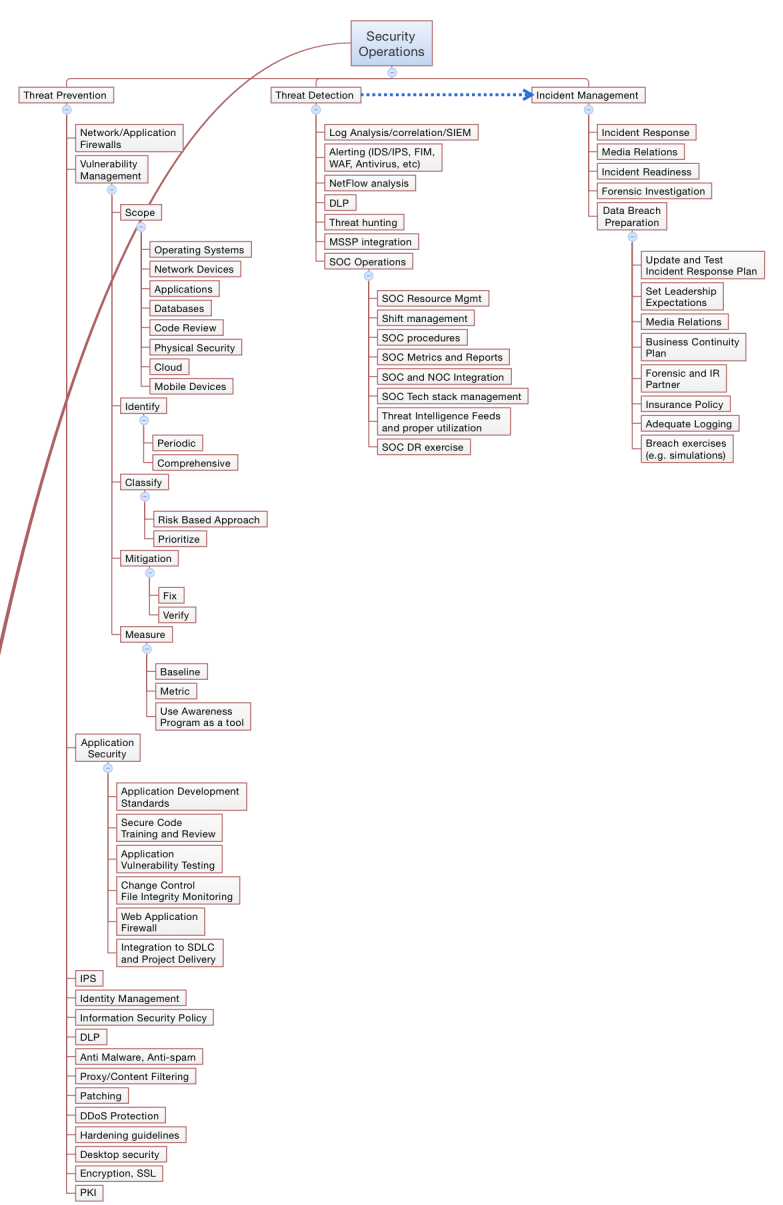 Security
Operations
Threat Prevention
Network/Application
Firewalls
Vulnerability
Management
Scope
Operating Systems
Network Devices
Applications
Databases
Code Review
Physical Security
Cloud
Mobile Devices
Identify
Periodic
Comprehensive
Classify
Risk Based Approach
Prioritize
Mitigation
Fix
Verify
Measure
Baseline
Metric
Use Awareness
Program as a tool
Application
Security
Application Development
Standards
Secure Code
Training and Review
Application
Vulnerability Testing
Change Control
File Integrity Monitoring
Web Application
Firewall
Integration to SDLC
and Project Delivery
IPS
Identity Management
Information Security Policy
DLP
Anti Malware, Anti-spam
Proxy/Content Filtering
Patching
DDoS Protection
Hardening guidelines
Desktop security
Encryption, SSL
PKI
Threat Detection
Log Analysis/correlation/SIEM
Alerting (IDS/IPS, FIM,
WAF, Antivirus, etc)
NetFlow analysis
DLP
Threat hunting
MSSP integration
SOC Operations
SOC Resource Mgmt
Shift management
SOC procedures
SOC Metrics and Reports
SOC and NOC Integration
SOC Tech stack management
Threat Intelligence Feeds
and proper utilization
SOC DR exercise
Incident Management
Incident Response
Media Relations
Incident Readiness
Forensic Investigation
Data Breach
Preparation
Update and Test
Incident Response Plan
Set Leadership
Expectations
Media Relations
Business Continuity
Plan
Forensic and IR
Partner
Insurance Policy
Adequate Logging
Breach exercises
(e.g. simulations)